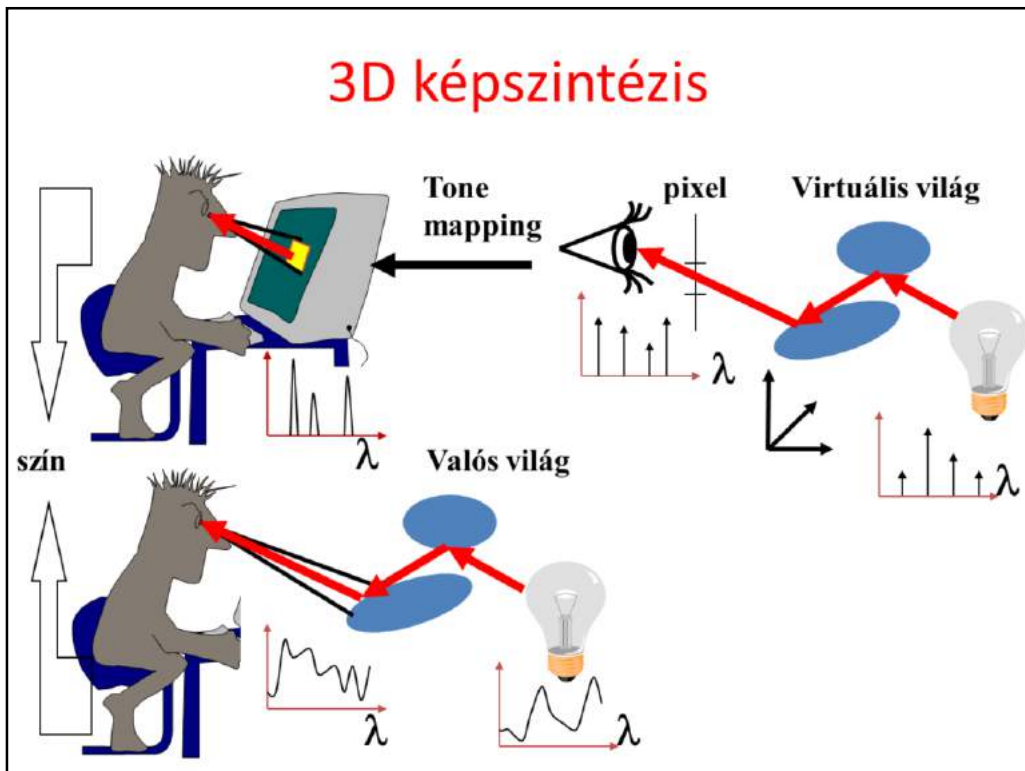 3D képszintézis
Tone
mapping
pixel
Virtuális világ
λ
λ
λ
szín
Valós világ
λ
λ